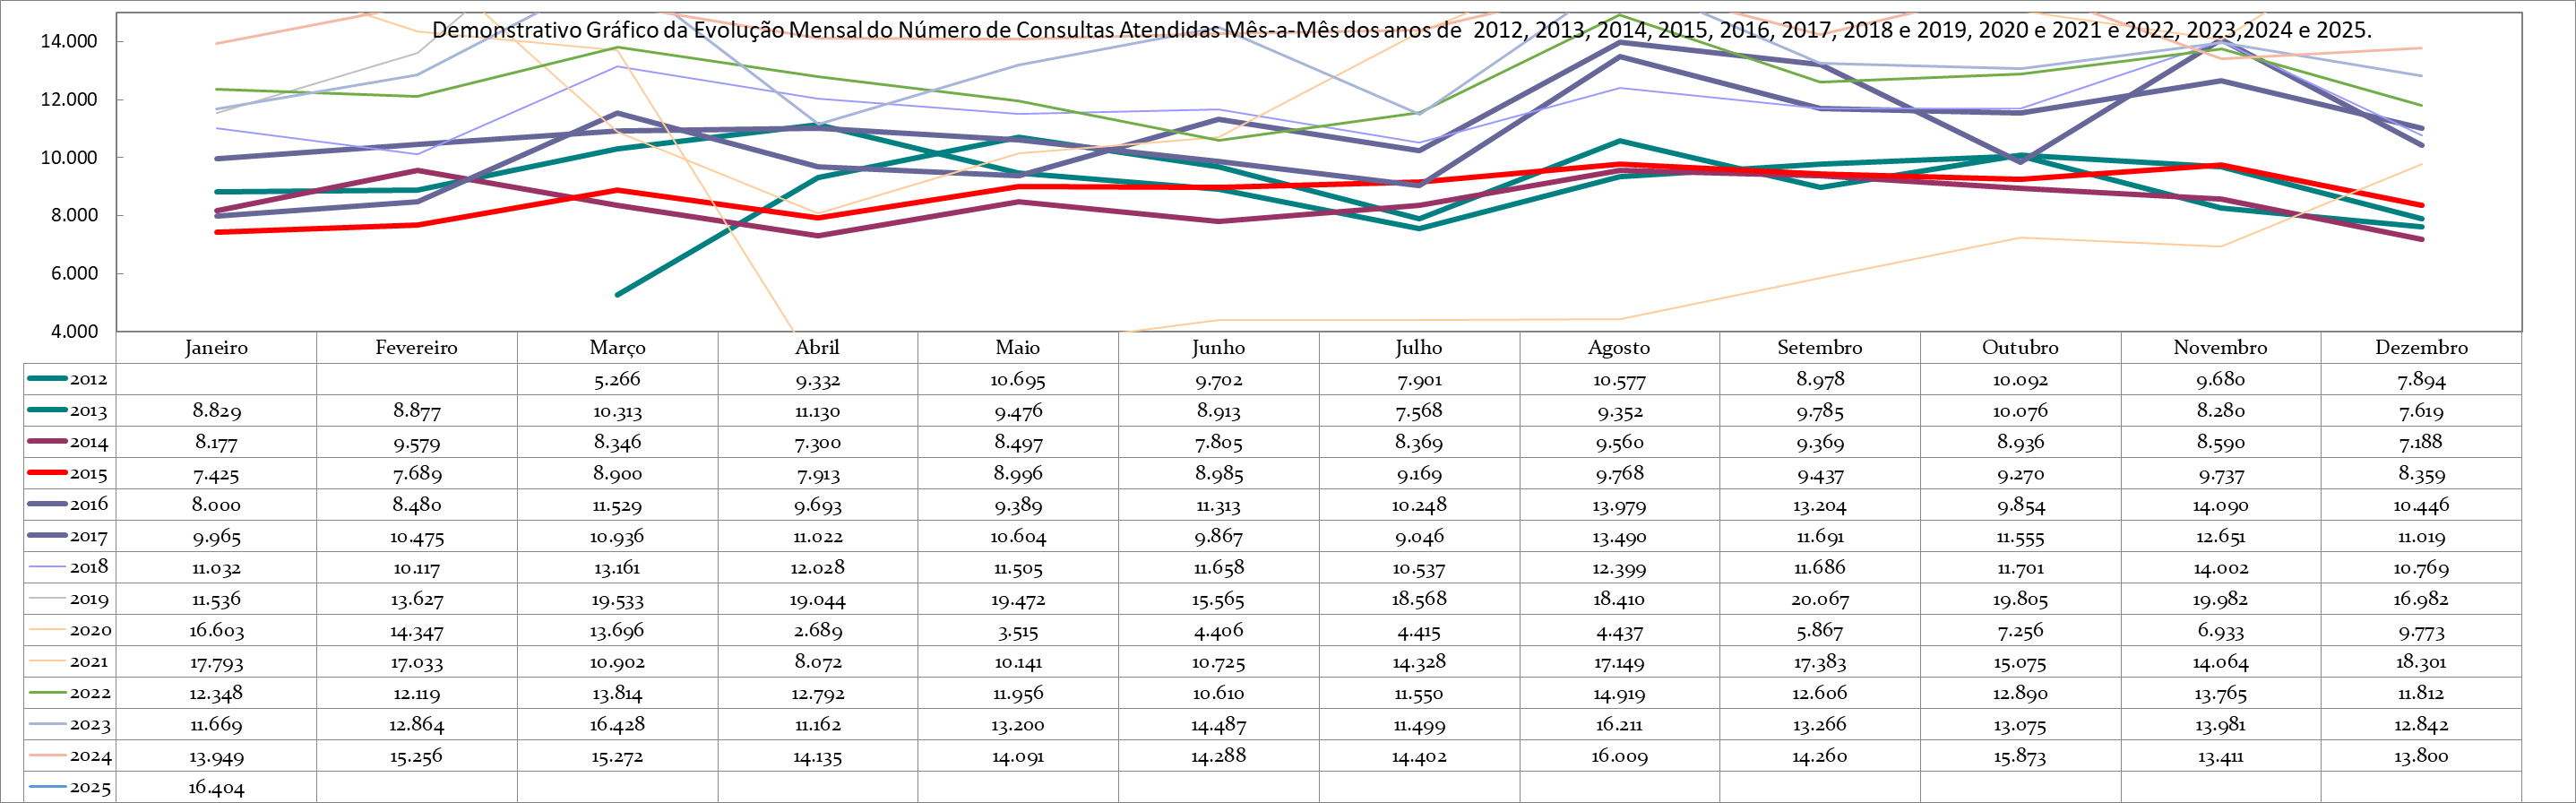 Demonstrativo Gráfico da Evolução Mensal do Número de Consultas Atendidas Mês-a-Mês dos anos de 2012, 2013, 2014, 2015, 2016, 2017, 2018 e 2019, 2020 e 2021 e 2022, 2023,2024 e 2025.
14.000
12.000
10.000
8.000
6.000
4.000
Janeiro Fevereiro Março Abril Maio Junho Julho Agosto Setembro Outubro Novembro Dezembro
2012 5.266 9.332 10.695 9.702 7.901 10.577 8.978 10.092 9.680 7.894
2013 8.829 8.877 10.313 11.130 9.476 8.913 7.568 9.352 9.785 10.076 8.280 7.619
2014 8.177 9.579 8.346 7.300 8.497 7.805 8.369 9.560 9.369 8.936 8.590 7.188
2015 7.425 7.689 8.900 7.913 8.996 8.985 9.169 9.768 9.437 9.270 9.737 8.359
2016 8.000 8.480 11.529 9.693 9.389 11.313 10.248 13.979 13.204 9.854 14.090 10.446
2017 9.965 10.475 10.936 11.022 10.604 9.867 9.046 13.490 11.691 11.555 12.651 11.019
2018 11.032 10.117 13.161 12.028 11.505 11.658 10.537 12.399 11.686 11.701 14.002 10.769
2019 11.536 13.627 19.533 19.044 19.472 15.565 18.568 18.410 20.067 19.805 19.982 16.982
2020 16.603 14.347 13.696 2.689 3.515 4.406 4.415 4.437 5.867 7.256 6.933 9.773
2021 17.793 17.033 10.902 8.072 10.141 10.725 14.328 17.149 17.383 15.075 14.064 18.301
2022 12.348 12.119 13.814 12.792 11.956 10.610 11.550 14.919 12.606 12.890 13.765 11.812
2023 11.669 12.864 16.428 11.162 13.200 14.487 11.499 16.211 13.266 13.075 13.981 12.842
2024 13.949 15.256 15.272 14.135 14.091 14.288 14.402 16.009 14.260 15.873 13.411 13.800
2025 16.404